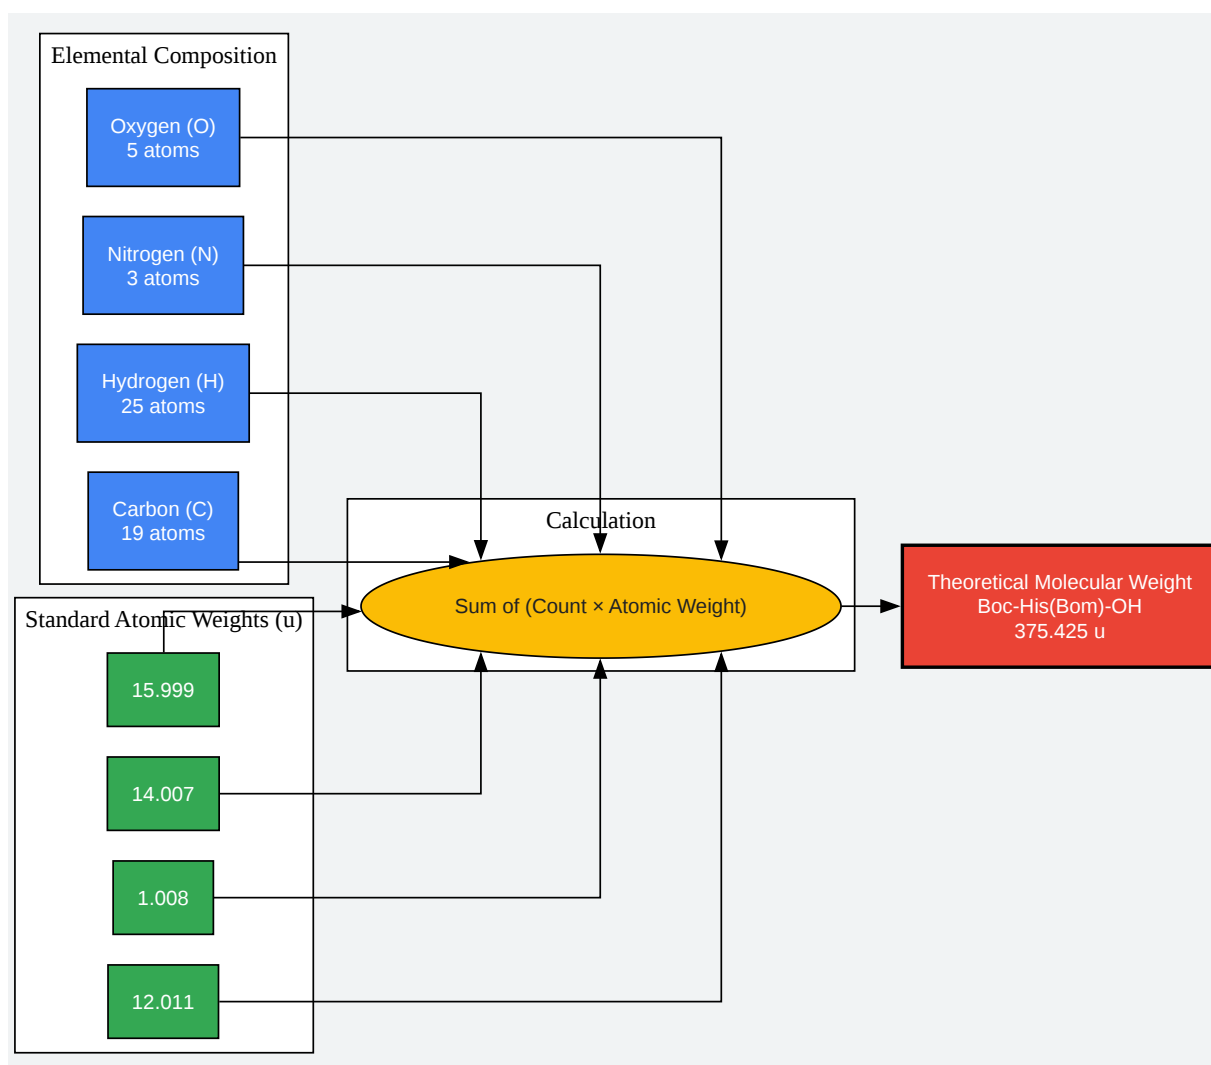 Elemental Composition
Oxygen (O)
5 atoms
Nitrogen (N)
3 atoms
Hydrogen (H)
25 atoms
Carbon (C)
19 atoms
Standard Atomic Weights (u)
15.999
14.007
1.008
12.011
Calculation
Sum of (Count × Atomic Weight)
Theoretical Molecular Weight
Boc-His(Bom)-OH
375.425 u